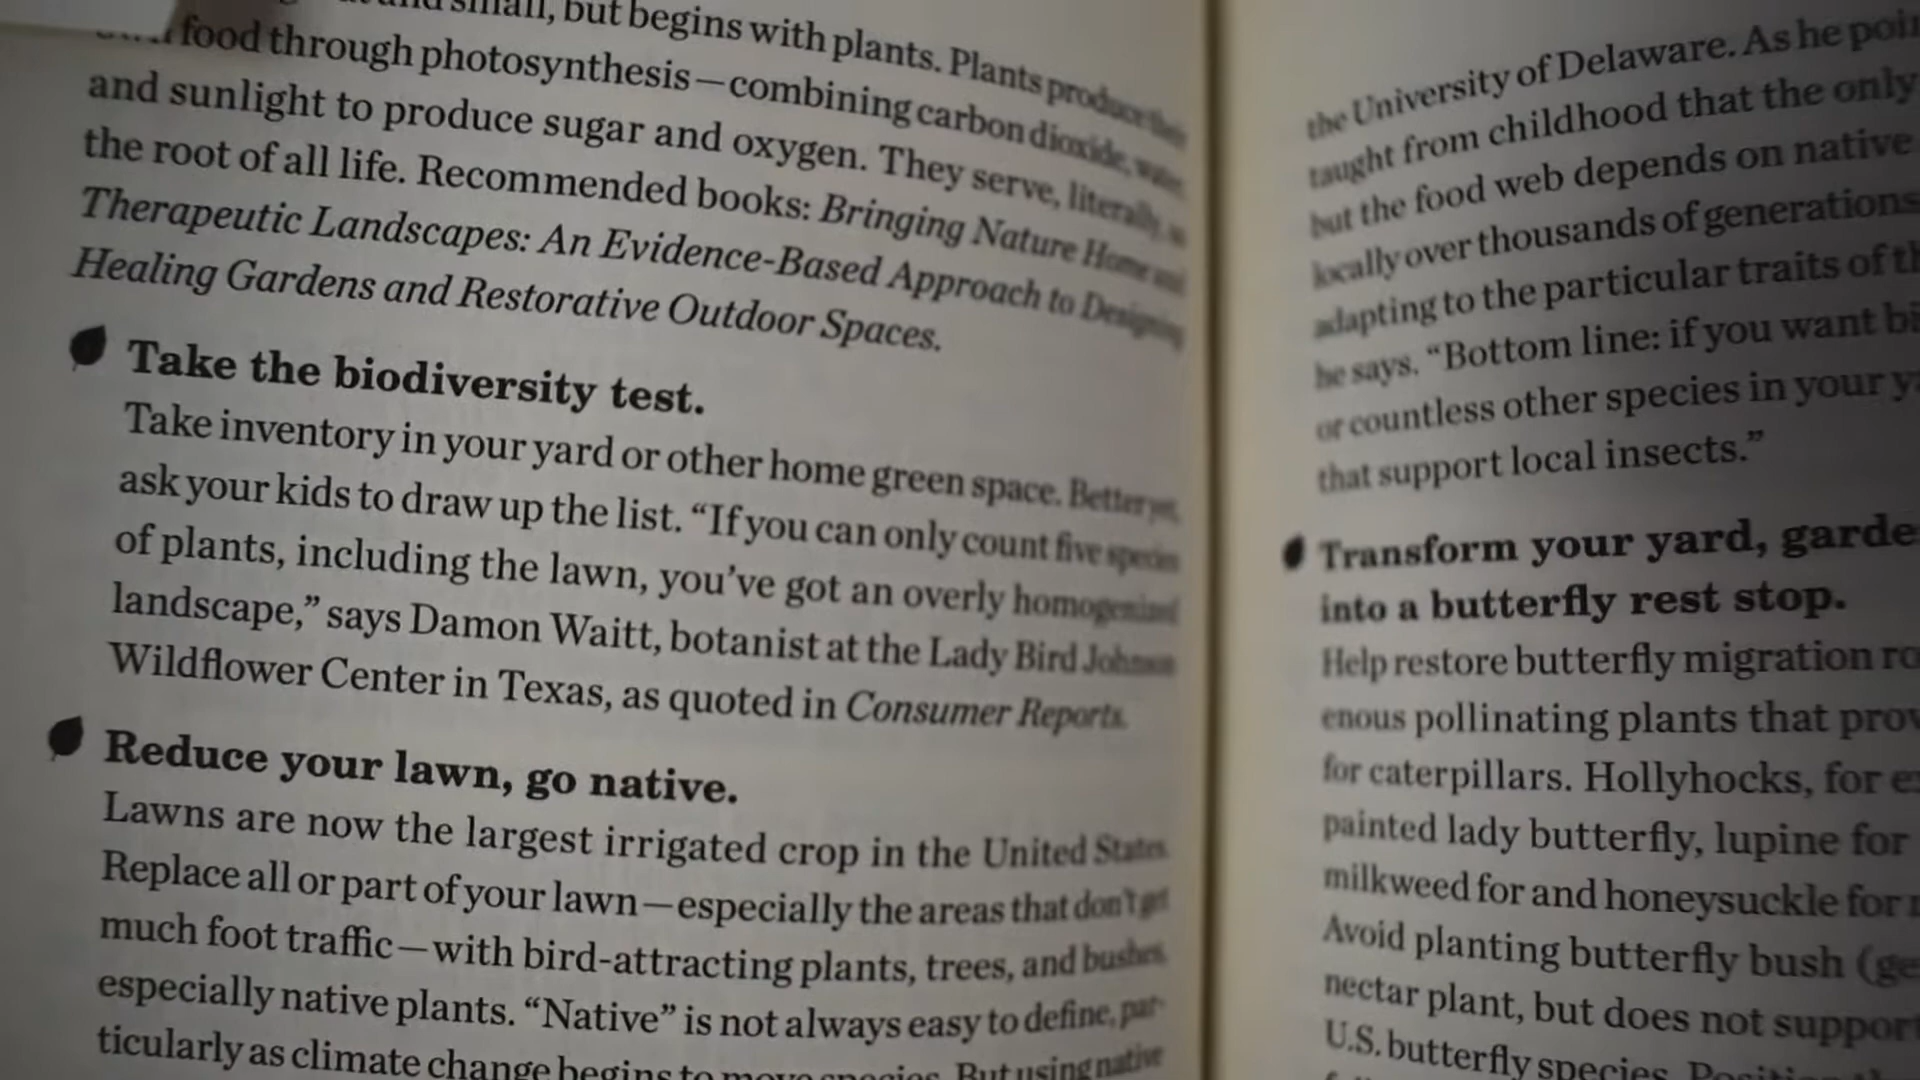 and small, but begins with plants. Plants produce their
food through photosynthesis—combining carbon dioxide, water,
and sunlight to produce sugar and oxygen. They serve, literally, as
the root of all life. Recommended books: Bringing Nature Home and
Therapeutic Landscapes: An Evidence-Based Approach to Designing
Healing Gardens and Restorative Outdoor Spaces.
Take the biodiversity test.
Take inventory in your yard or other home green space. Better yet,
ask your kids to draw up the list. “If you can only count five species
of plants, including the lawn, you’ve got an overly homogenized
landscape,” says Damon Waitt, botanist at the Lady Bird Johnson
Wildflower Center in Texas, as quoted in Consumer Reports.
Reduce your lawn, go native.
Lawns are now the largest irrigated crop in the United States.
Replace all or part of your lawn—especially the areas that don’t get
much foot traffic—with bird-attracting plants, trees, and bushes,
especially native plants. “Native” is not always easy to define, par-
ticularly as climate change begins to move species. But using native
the University of Delaware. As he poin
taught from childhood that the only
but the food web depends on native
locally over thousands of generations
adapting to the particular traits of th
he says. “Bottom line: if you want bi
or countless other species in your ya
that support local insects.”
Transform your yard, garde
into a butterfly rest stop.
Help restore butterfly migration ro
enous pollinating plants that prov
for caterpillars. Hollyhocks, for ex
painted lady butterfly, lupine for
milkweed for and honeysuckle for
Avoid planting butterfly bush (ge
nectar plant, but does not support
U.S. butterfly species.